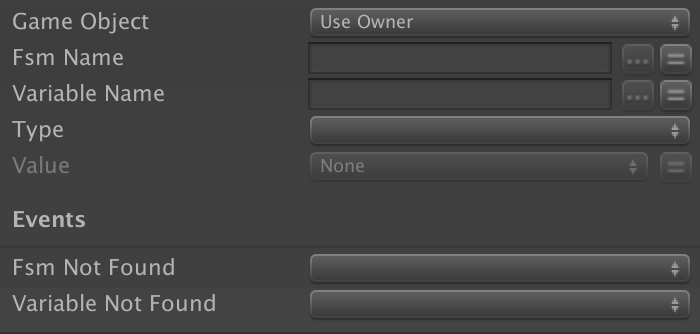 Game Object Use Owner
Fsm Name
Variable Name
Type
Value None
Events
Fsm Not Found
Variable Not Found